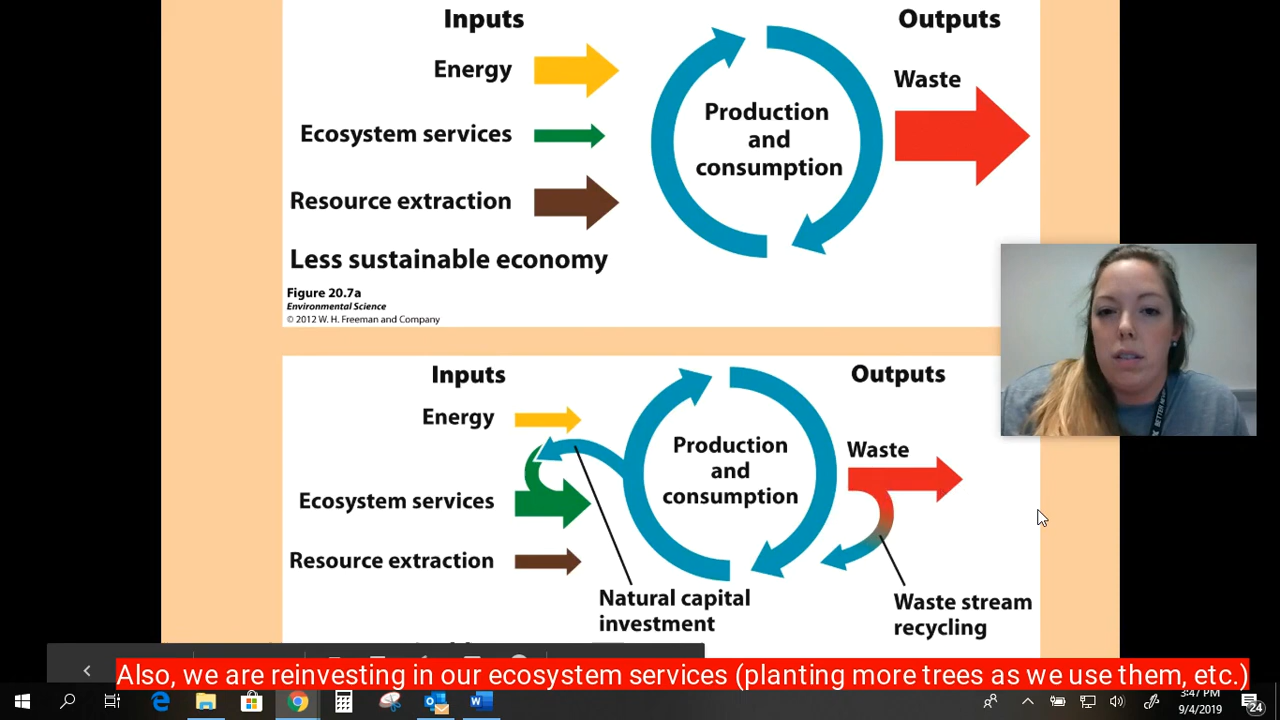 Inputs
Outputs
Energy
Waste
Ecosystem services
Production
and
consumption
Resource extraction
Less sustainable economy
Figure 20.7a
Environmental Science
© 2012 W. H. Freeman and Company
Inputs
Outputs
Energy
Production
and
consumption
Waste
Ecosystem services
Resource extraction
Natural capital
investment
Waste stream
recycling
Also, we are reinvesting in our ecosystem services (planting more trees as we use them, etc.)
3:47 PM
9/4/2019
24